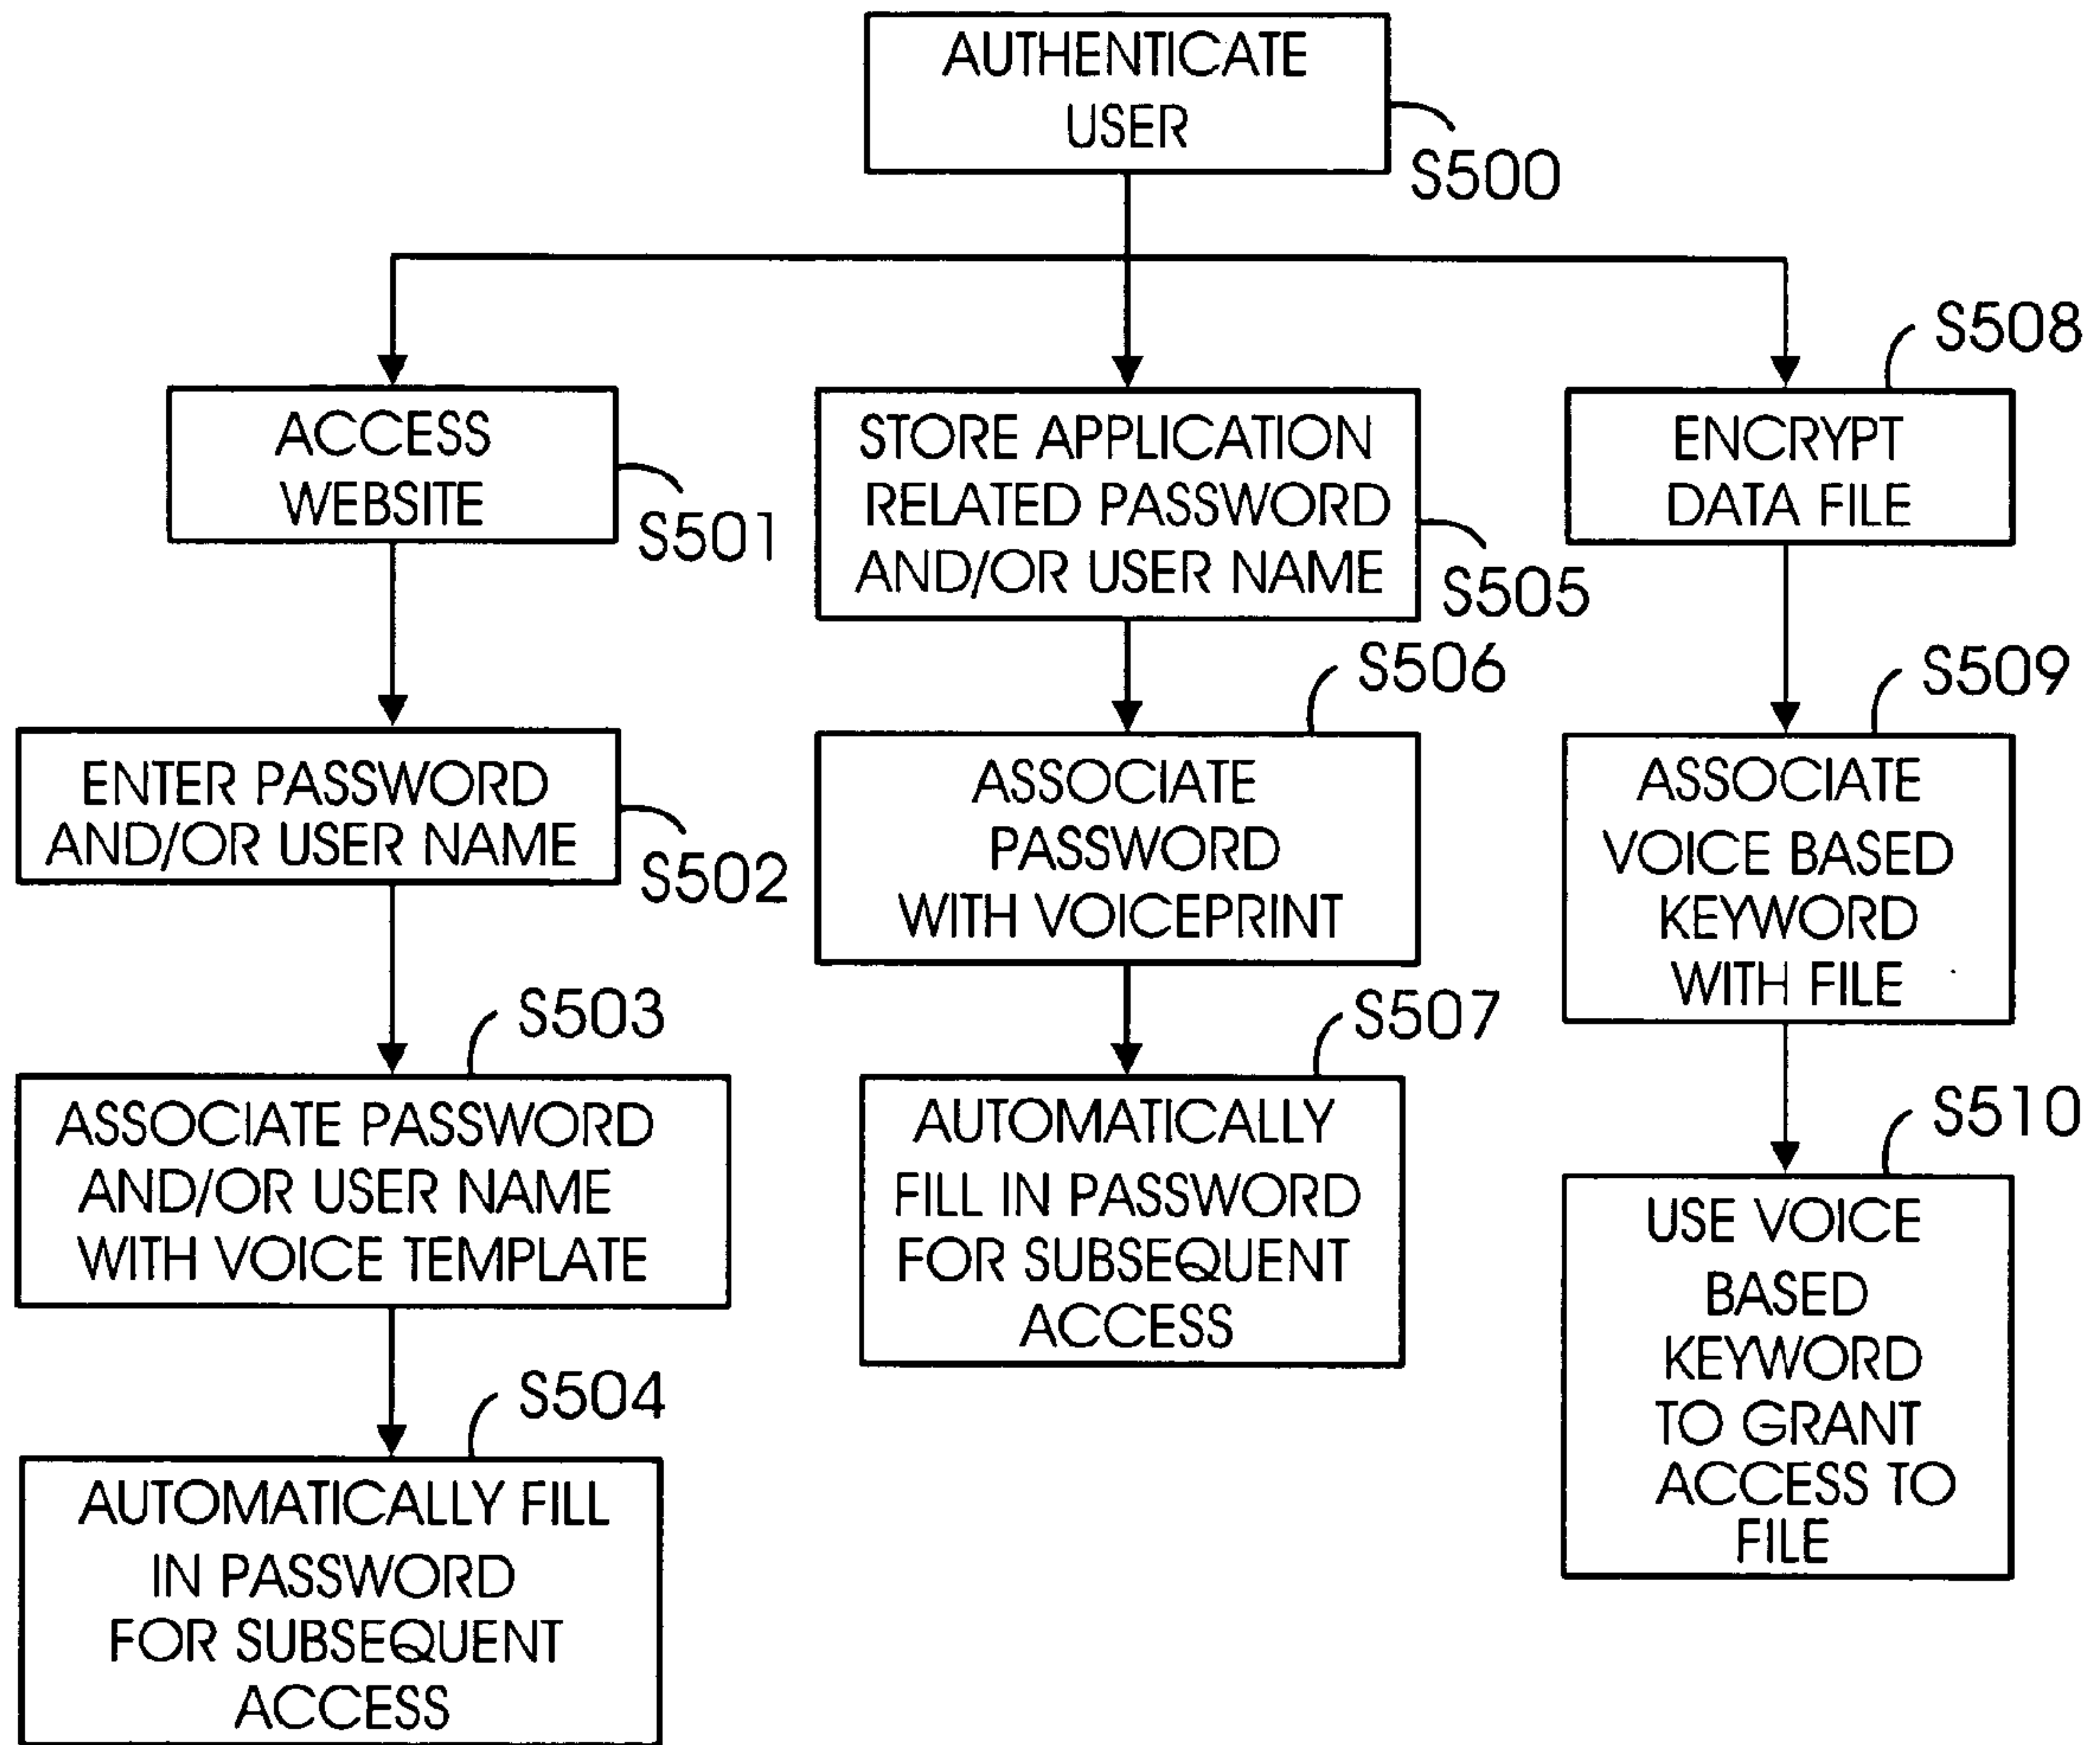 AUTHENTICATE
USER
S500
ACCESS
WEBSITE
S501
ENTER PASSWORD
AND/OR USER NAME
S502
S503
ASSOCIATE PASSWORD
AND/OR USER NAME
WITH VOICE TEMPLATE
S504
AUTOMATICALLY FILL
IN PASSWORD
FOR SUBSEQUENT
ACCESS
STORE APPLICATION
RELATED PASSWORD
AND/OR USER NAME
S505
S506
ASSOCIATE
PASSWORD
WITH VOICEPRINT
S507
AUTOMATICALLY
FILL IN PASSWORD
FOR SUBSEQUENT
ACCESS
S508
ENCRYPT
DATA FILE
S509
ASSOCIATE
VOICE BASED
KEYWORD
WITH FILE
S510
USE VOICE
BASED
KEYWORD
TO GRANT
ACCESS TO
FILE